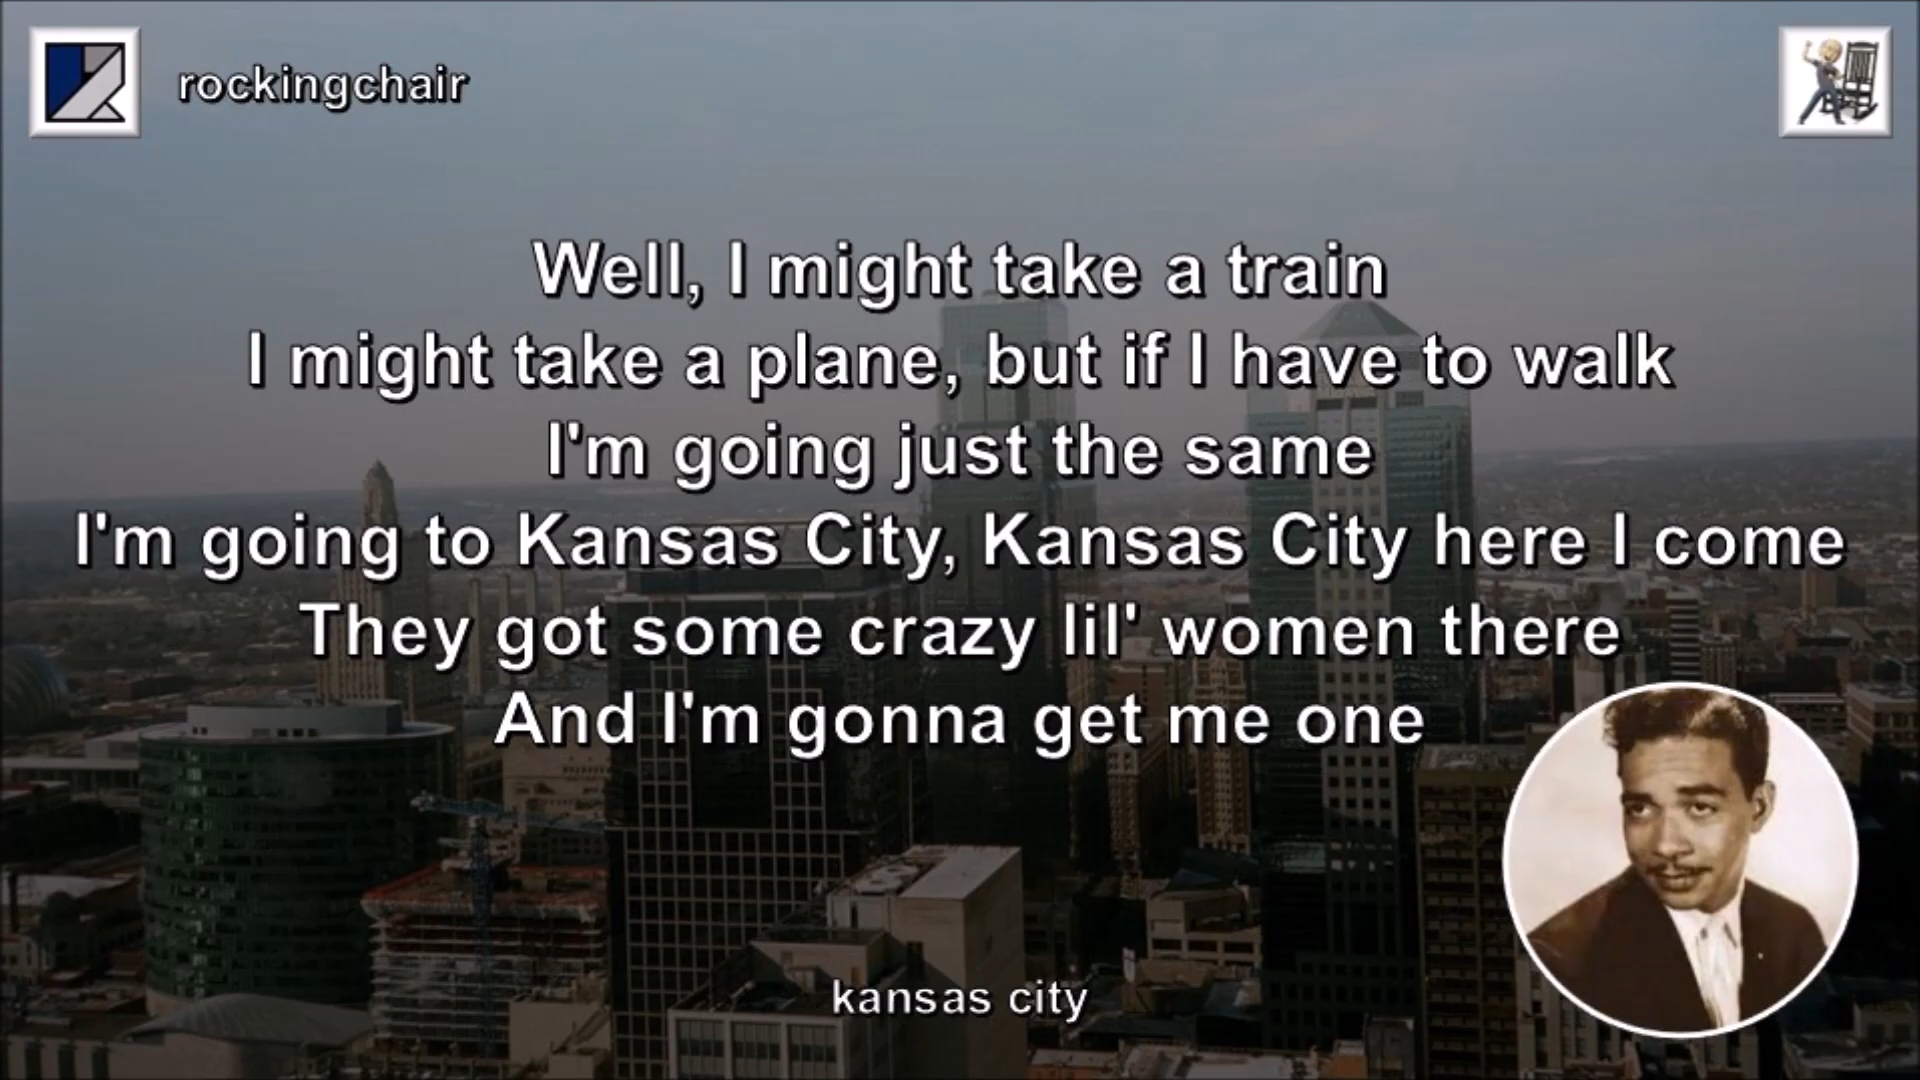 rockingchair
Well, I might take a train
I might take a plane, but if I have to walk
I'm going just the same
I'm going to Kansas City, Kansas City here I come
They got some crazy lil' women there
And I'm gonna get me one
kansas city